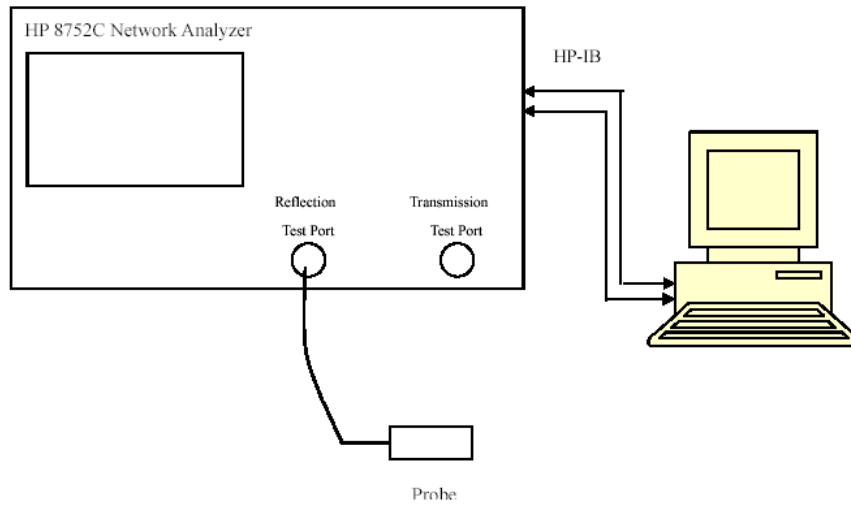 HP 8752C Network Analyzer
HP-IB
Reflection
Test Port
Transmission
Test Port
Probe